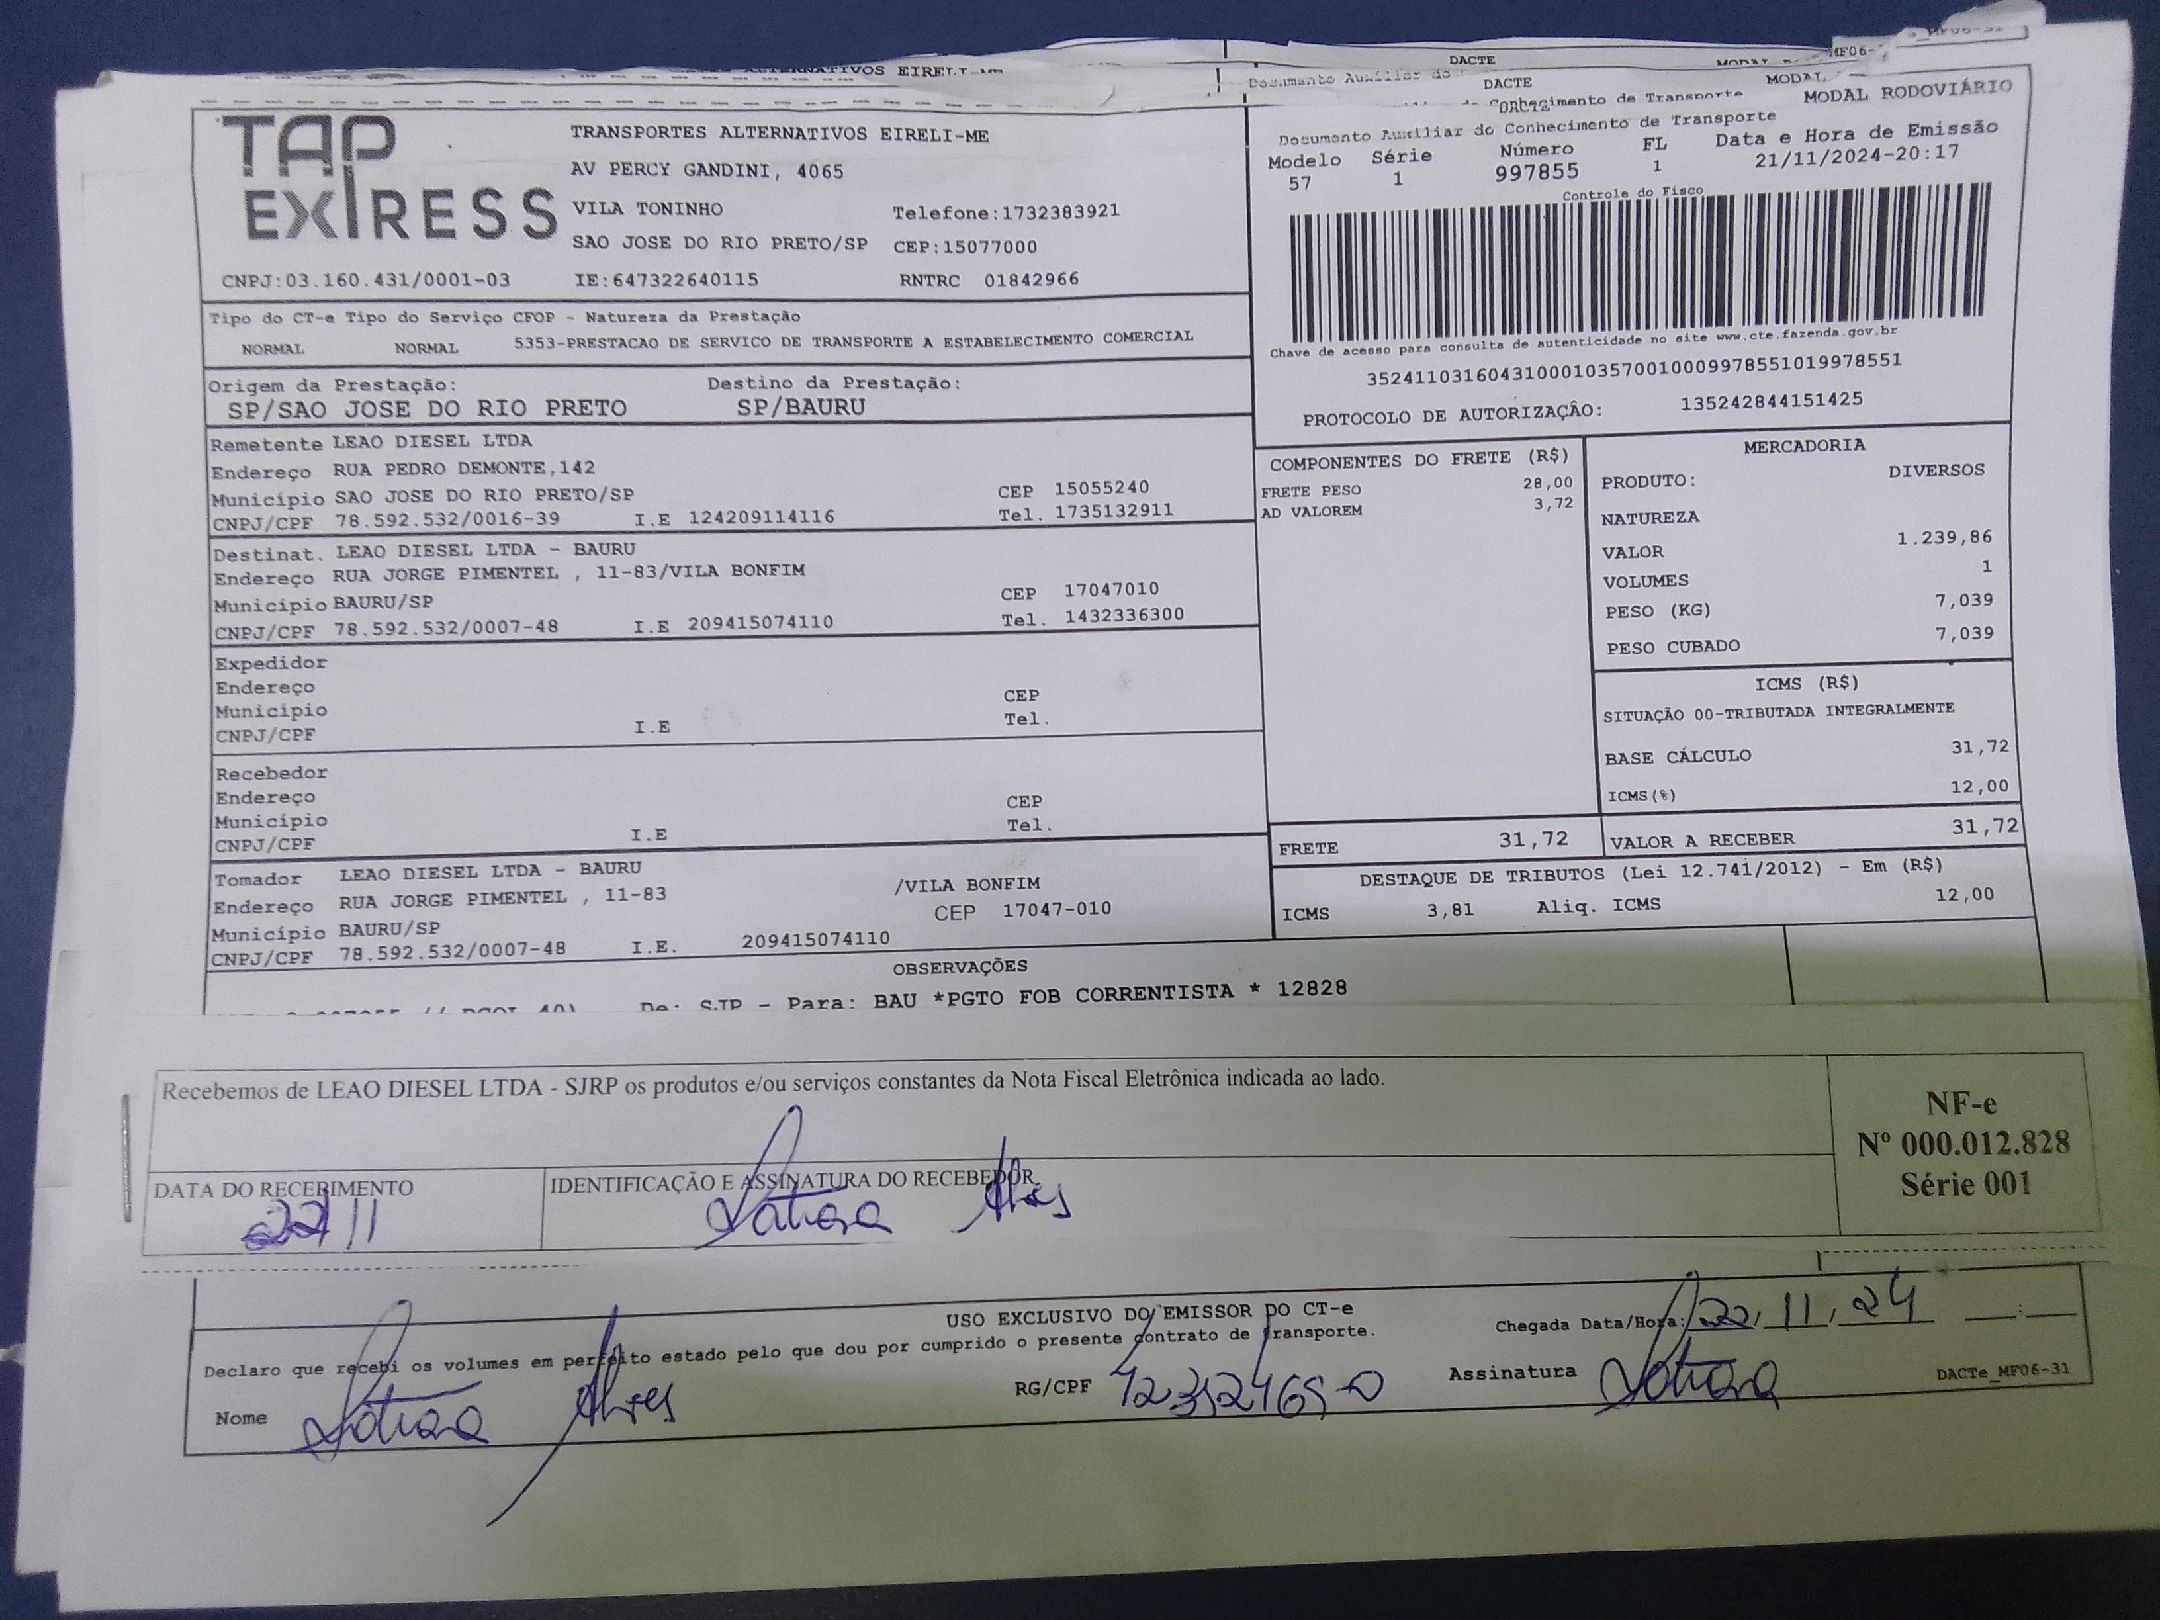 DACTE
DACTE
MODAL
MODAL RODOVIÁRIO
TAP EXPRESS
TRANSPORTES ALTERNATIVOS EIRELI-ME
AV PERCY GANDINI, 4065
VILA TONINHO Telefone:1732383921
SAO JOSE DO RIO PRETO/SP CEP:15077000
CNPJ:03.160.431/0001-03 IE:647322640115 RNTRC 01842966
Documento Auxiliar do Conhecimento de Transporte
Modelo Série Número FL Data e Hora de Emissão
57 1 997855 1 21/11/2024-20:17
Controle do Fisco
Chave de acesso para consulta de autenticidade no site www.cte.fazenda.gov.br
35241103160431000103570010009978551019978551
PROTOCOLO DE AUTORIZAÇÃO: 135242844151425
Tipo do CT-e Tipo do Serviço CFOP - Natureza da Prestação
NORMAL NORMAL 5353-PRESTACAO DE SERVICO DE TRANSPORTE A ESTABELECIMENTO COMERCIAL
Origem da Prestação: Destino da Prestação:
SP/SAO JOSE DO RIO PRETO SP/BAURU
Remetente LEAO DIESEL LTDA
Endereço RUA PEDRO DEMONTE,142
Município SAO JOSE DO RIO PRETO/SP CEP 15055240
CNPJ/CPF 78.592.532/0016-39 I.E 124209114116 Tel. 1735132911
Destinat. LEAO DIESEL LTDA - BAURU
Endereço RUA JORGE PIMENTEL , 11-83/VILA BONFIM
Município BAURU/SP CEP 17047010
CNPJ/CPF 78.592.532/0007-48 I.E 209415074110 Tel. 1432336300
Expedidor
Endereço
Município CEP
CNPJ/CPF I.E Tel.
Recebedor
Endereço
Município CEP
CNPJ/CPF I.E Tel.
Tomador LEAO DIESEL LTDA - BAURU
Endereço RUA JORGE PIMENTEL , 11-83 /VILA BONFIM
Município BAURU/SP CEP 17047-010
CNPJ/CPF 78.592.532/0007-48 I.E. 209415074110
COMPONENTES DO FRETE (R$)
FRETE PESO 28,00
AD VALOREM 3,72
MERCADORIA
PRODUTO: DIVERSOS
NATUREZA
VALOR 1.239,86
VOLUMES 1
PESO (KG) 7,039
PESO CUBADO 7,039
ICMS (R$)
SITUAÇÃO 00-TRIBUTADA INTEGRALMENTE
BASE CÁLCULO 31,72
ICMS(%) 12,00
FRETE 31,72 VALOR A RECEBER 31,72
DESTAQUE DE TRIBUTOS (Lei 12.741/2012) - Em (R$)
ICMS 3,81 Aliq. ICMS 12,00
OBSERVAÇÕES
De: SJP - Para: BAU *PGTO FOB CORRENTISTA * 12828
Recebemos de LEAO DIESEL LTDA - SJRP os produtos e/ou serviços constantes da Nota Fiscal Eletrônica indicada ao lado.
NF-e
Nº 000.012.828
Série 001
DATA DO RECEBIMENTO IDENTIFICAÇÃO E ASSINATURA DO RECEBEDOR
22/11 Alves
USO EXCLUSIVO DO EMISSOR DO CT-e
Declaro que recebi os volumes em perfeito estado pelo que dou por cumprido o presente contrato de transporte.
Chegada Data/Hora: 22/11/24 :
Nome Alves RG/CPF Assinatura
DACTe_MF06-31